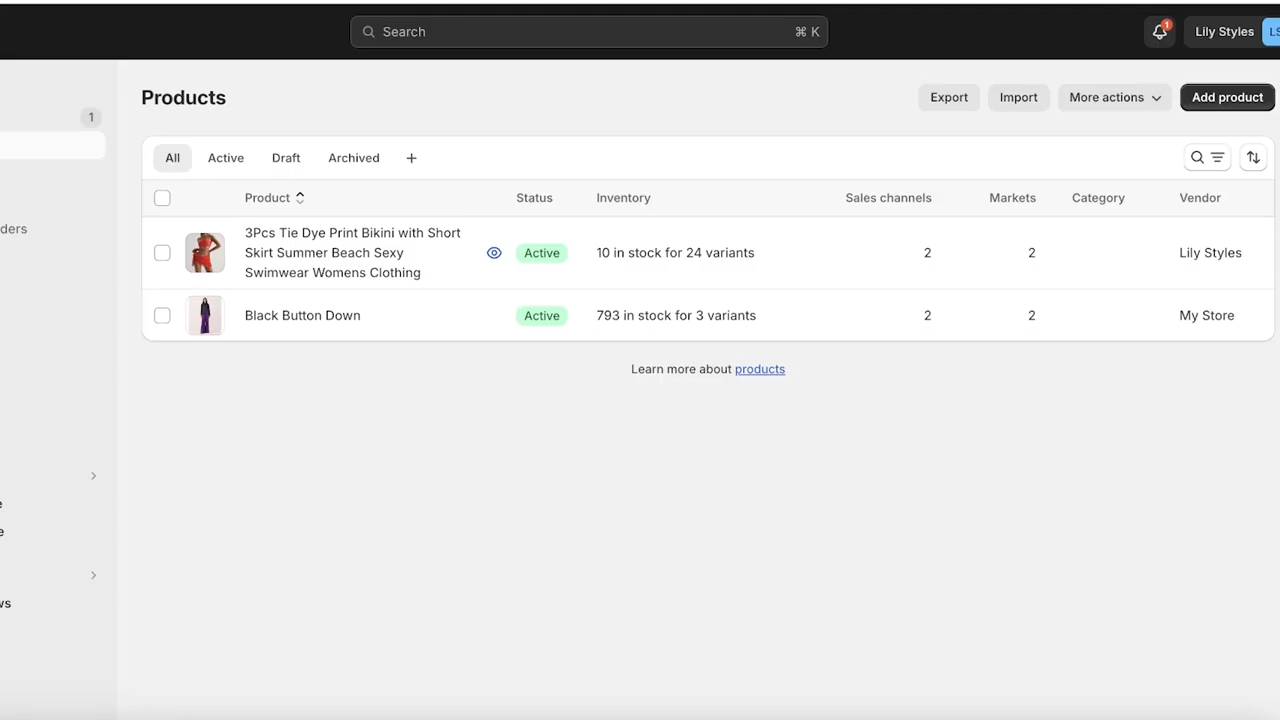 Search
⌘ K
1
Lily Styles
LS
Products
Export
Import
More actions
Add product
1
All
Active
Draft
Archived
+
Product
Status
Inventory
Sales channels
Markets
Category
Vendor
ders
3Pcs Tie Dye Print Bikini with Short
Skirt Summer Beach Sexy
Swimwear Womens Clothing
Active
10 in stock for 24 variants
2
2
Lily Styles
Black Button Down
Active
793 in stock for 3 variants
2
2
My Store
Learn more about products
e
e
ws